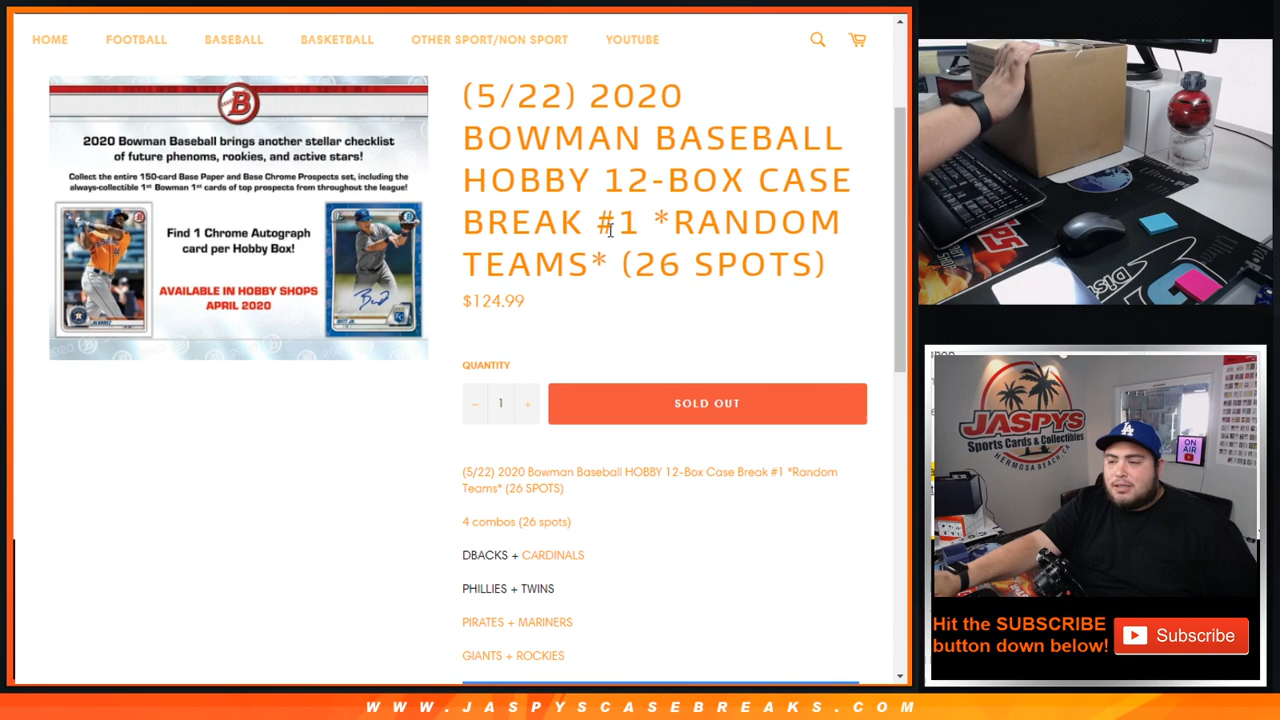 HOME FOOTBALL BASEBALL BASKETBALL OTHER SPORT/NON SPORT YOUTUBE
B
2020 Bowman Baseball brings another stellar checklist
of future phenoms, rookies, and active stars!
Collect the entire 150-card Base Paper and Base Chrome Prospects set, including the
always-collectible 1st Bowman 1st cards of top prospects from throughout the league!
Find 1 Chrome Autograph
card per Hobby Box!
AVAILABLE IN HOBBY SHOPS
APRIL 2020
ALVAREZ
WITT JR.
(5/22) 2020
BOWMAN BASEBALL
HOBBY 12-BOX CASE
BREAK #1 *RANDOM
TEAMS* (26 SPOTS)
$124.99
QUANTITY
− 1 +
SOLD OUT
(5/22) 2020 Bowman Baseball HOBBY 12-Box Case Break #1 *Random
Teams* (26 SPOTS)
4 combos (26 spots)
DBACKS + CARDINALS
PHILLIES + TWINS
PIRATES + MARINERS
GIANTS + ROCKIES
JASPYS
Sports Cards & Collectibles
HERMOSA BEACH, CA
LA
ON
AIR
Hit the SUBSCRIBE
button down below!
Subscribe
WWW.JASPYSCASEBREAKS.COM